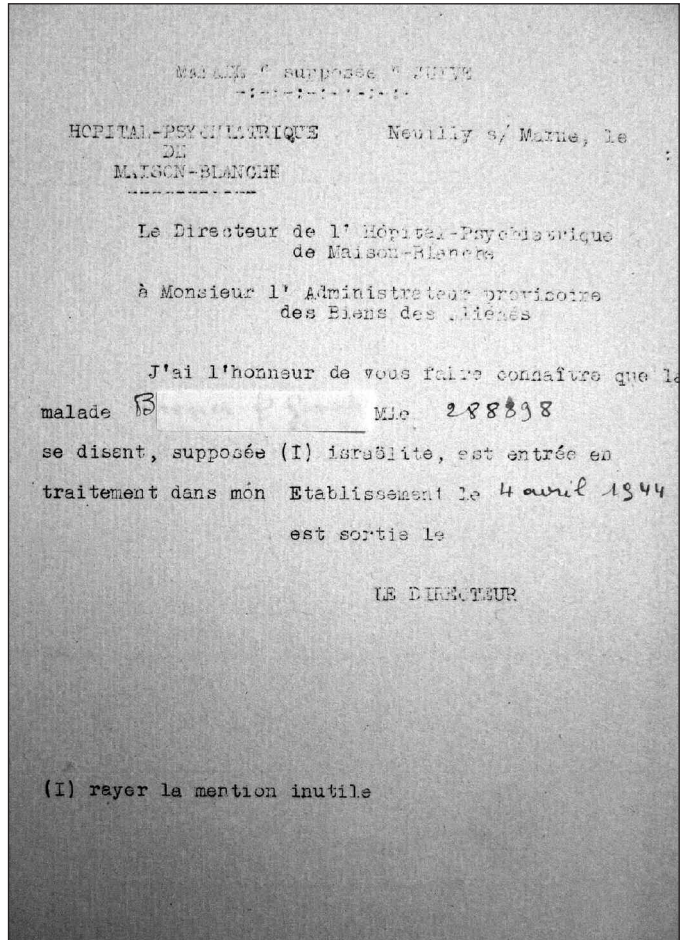 MALADE " supposée " JUIVE
-:-:-:-:-:-:-:-
HOPITAL-PSYCHIATRIQUE
DE
MAISON-BLANCHE
------------
Neuilly s/ Marne, le :
Le Directeur de l' Hôpital-Psychiatrique
de Maison-Blanche
à Monsieur l' Administrateur provisoire
des Biens des Aliénés
J'ai l'honneur de vous faire connaître que la
malade B Mle 288898
se disent, supposée (I) israëlite, est entrée en
traitement dans mon Etablissement le 4 avril 1944
est sortie le
LE DIRECTEUR
(I) rayer la mention inutile